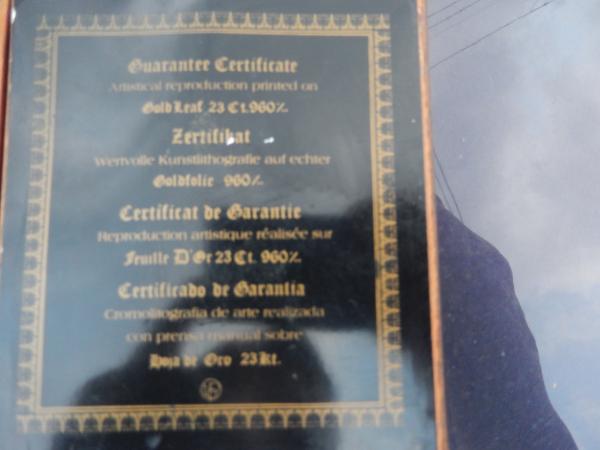 Guarantee Certificate
Artistical reproduction printed on
Gold Leaf 23 Ct.960%.
Zertifikat
Wertvolle Kunstlithografie auf echter
Goldfolie 960%.
Certificat de Garantie
Reproduction artistique réalisée sur
Feuille D'Or 23 Ct. 960%.
Certificado de Garantia
Cromolitografia de arte realizada
con prensa manual sobre
Hoja de Oro 23Kt.